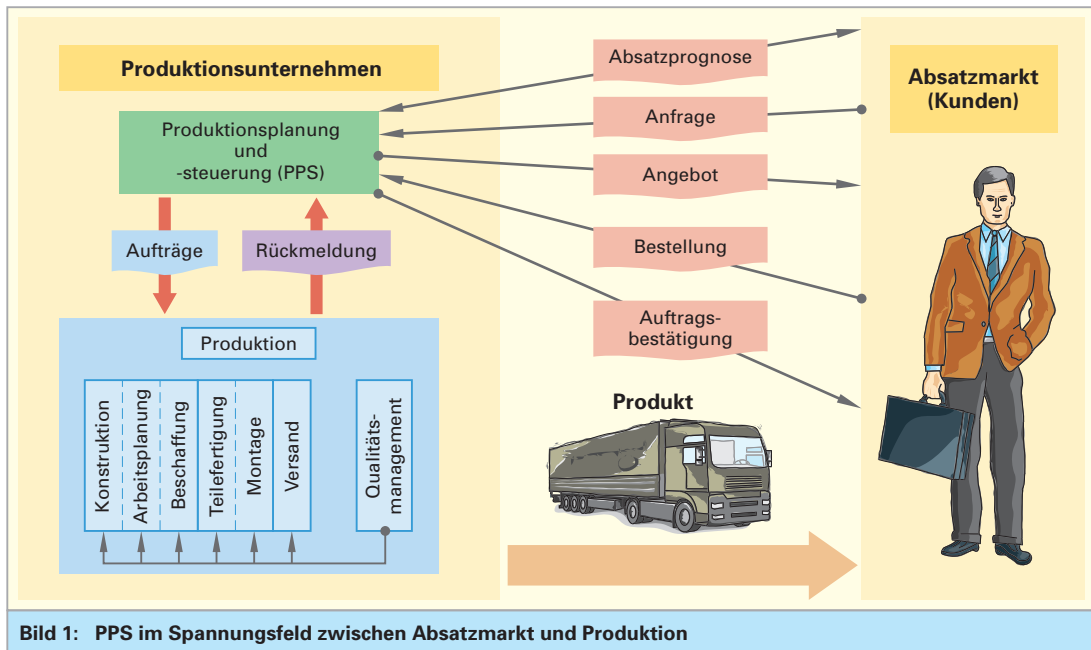 Produktionsunternehmen
Produktionsplanung
und
-steuerung (PPS)
Aufträge
Rückmeldung
Produktion
Konstruktion
Arbeitsplanung
Beschaffung
Teilefertigung
Montage
Versand
Qualitäts-
management
Absatzprognose
Anfrage
Angebot
Bestellung
Auftrags-
bestätigung
Produkt
Absatzmarkt
(Kunden)
Bild 1: PPS im Spannungsfeld zwischen Absatzmarkt und Produktion